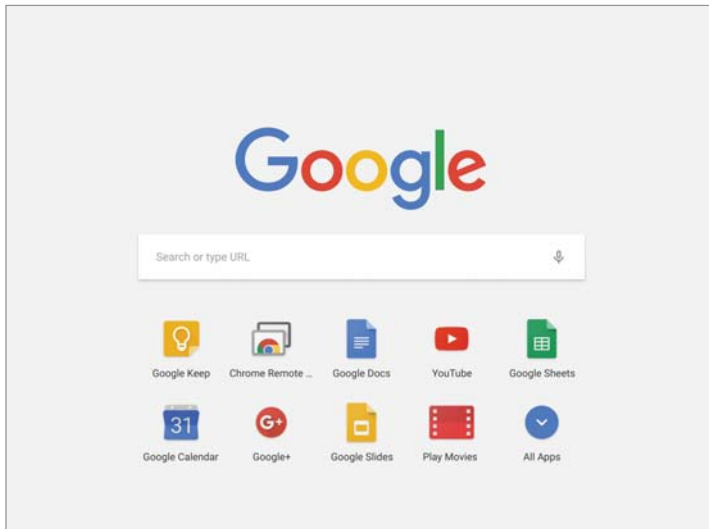 Google
Search or type URL
Google Keep Chrome Remote ... Google Docs YouTube Google Sheets
31 G+
Google Calendar Google+ Google Slides Play Movies All Apps